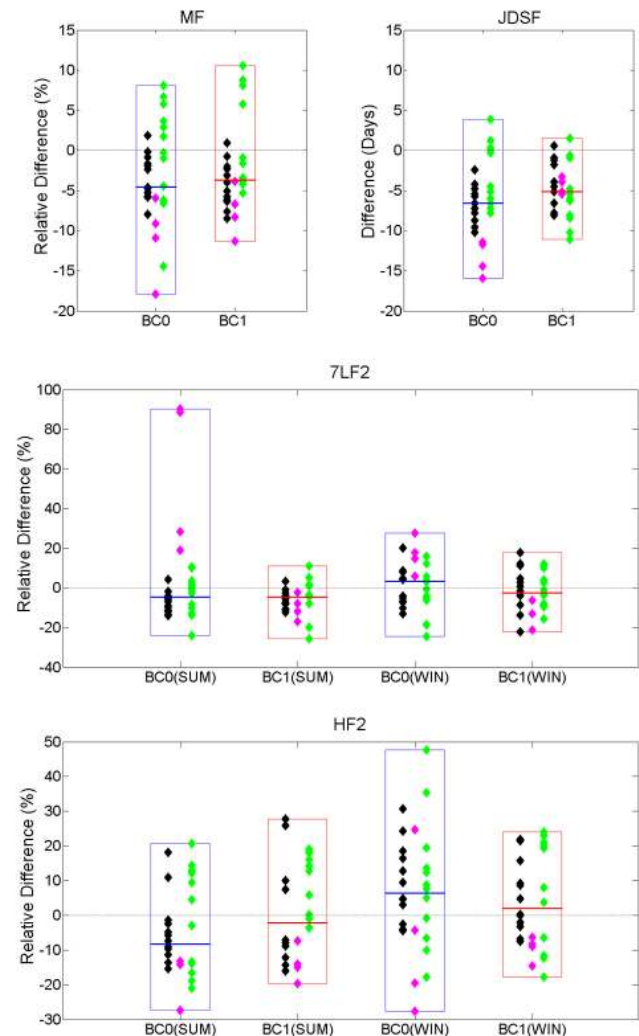 MF
JDSF
15
10
5
0
-5
-10
-15
-20
Relative Difference (%)
BC0
BC1
15
10
5
0
-5
-10
-15
-20
Difference (Days)
BC0
BC1
7LF2
100
80
60
40
20
0
-20
-40
Relative Difference (%)
BC0(SUM)
BC1(SUM)
BC0(WIN)
BC1(WIN)
HF2
50
40
30
20
10
0
-10
-20
-30
Relative Difference (%)
BC0(SUM)
BC1(SUM)
BC0(WIN)
BC1(WIN)